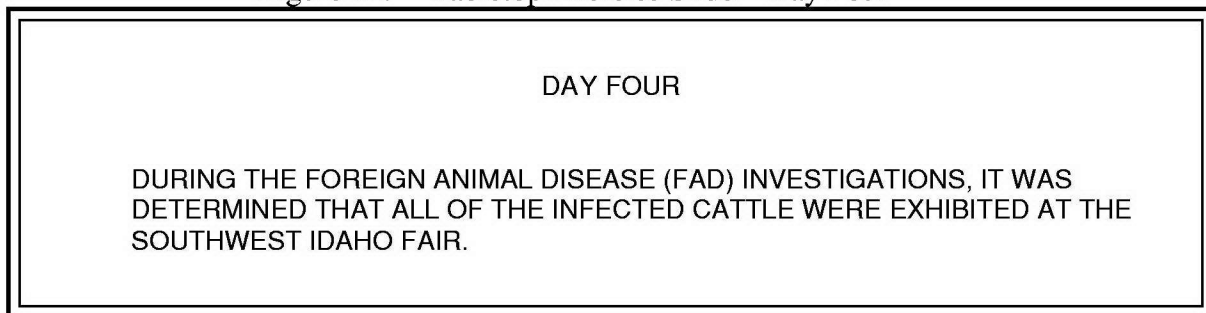 DAY FOUR
DURING THE FOREIGN ANIMAL DISEASE (FAD) INVESTIGATIONS, IT WAS
DETERMINED THAT ALL OF THE INFECTED CATTLE WERE EXHIBITED AT THE
SOUTHWEST IDAHO FAIR.